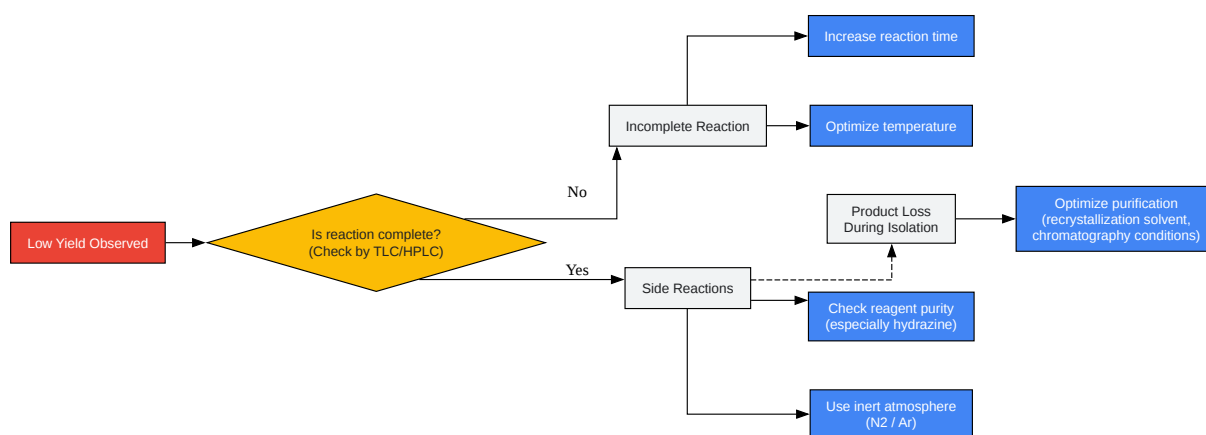 Increase reaction time
Incomplete Reaction
Optimize temperature
No
Low Yield Observed
Is reaction complete?
(Check by TLC/HPLC)
Product Loss
During Isolation
Optimize purification
(recrystallization solvent,
chromatography conditions)
Yes
Side Reactions
Check reagent purity
(especially hydrazine)
Use inert atmosphere
(N2 / Ar)